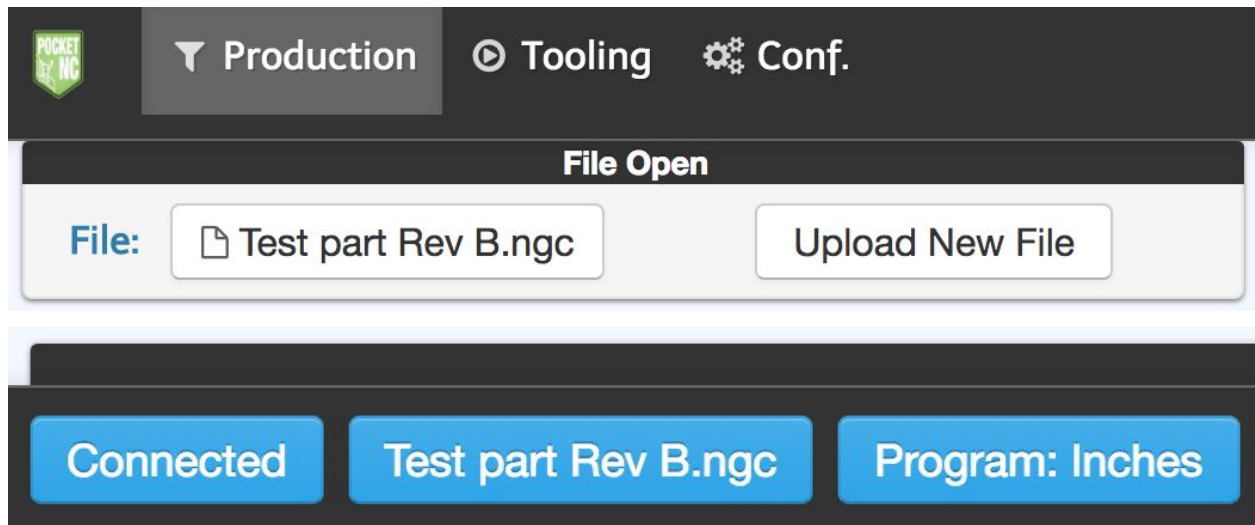 POCKET NC
Production Tooling Conf.
File Open
File: Test part Rev B.ngc Upload New File
Connected Test part Rev B.ngc Program: Inches